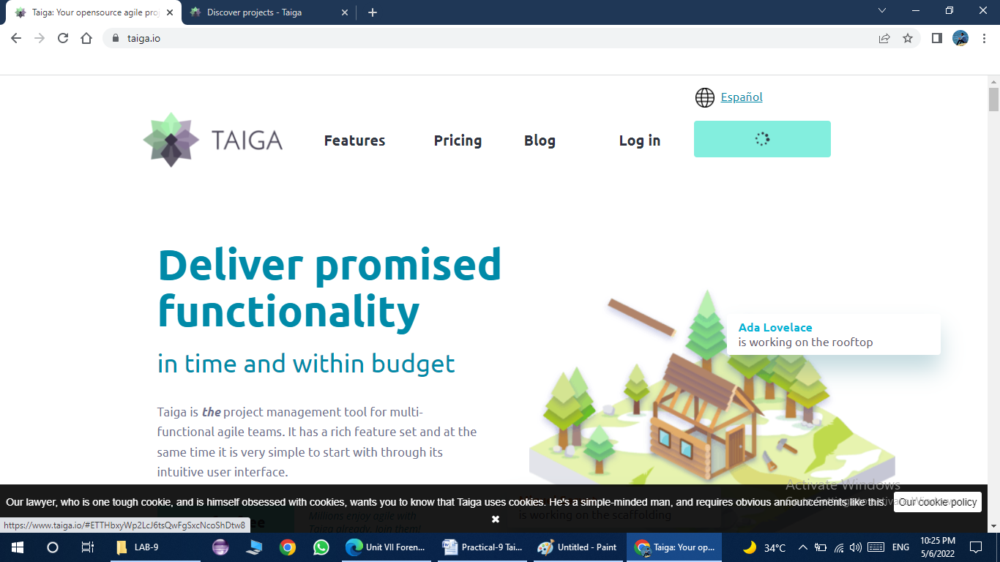 Taiga: Your opensource agile pro
Discover projects - Taiga
taiga.io
Español
TAIGA
Features
Pricing
Blog
Log in
Deliver promised
functionality
in time and within budget
Taiga is the project management tool for multi-
functional agile teams. It has a rich feature set and at the
same time it is very simple to start with through its
intuitive user interface.
Ada Lovelace
is working on the rooftop
Activate Windows
Go to Settings to activate Windows.
Our lawyer, who is one tough cookie, and is himself obsessed with cookies, wants you to know that Taiga uses cookies. He's a simple-minded man, and requires obvious announcements like this.
Our cookie policy
Millions enjoy agile with
Taiga already. Join them!
is working on the scaffolding
https://www.taiga.io/#ETTHbxyWp2LcJ6tsQwFgSxcNcoShDtw8
LAB-9
Unit VII Foren...
Practical-9 Tai...
Untitled - Paint
Taiga: Your op...
34°C
ENG
10:25 PM
5/6/2022